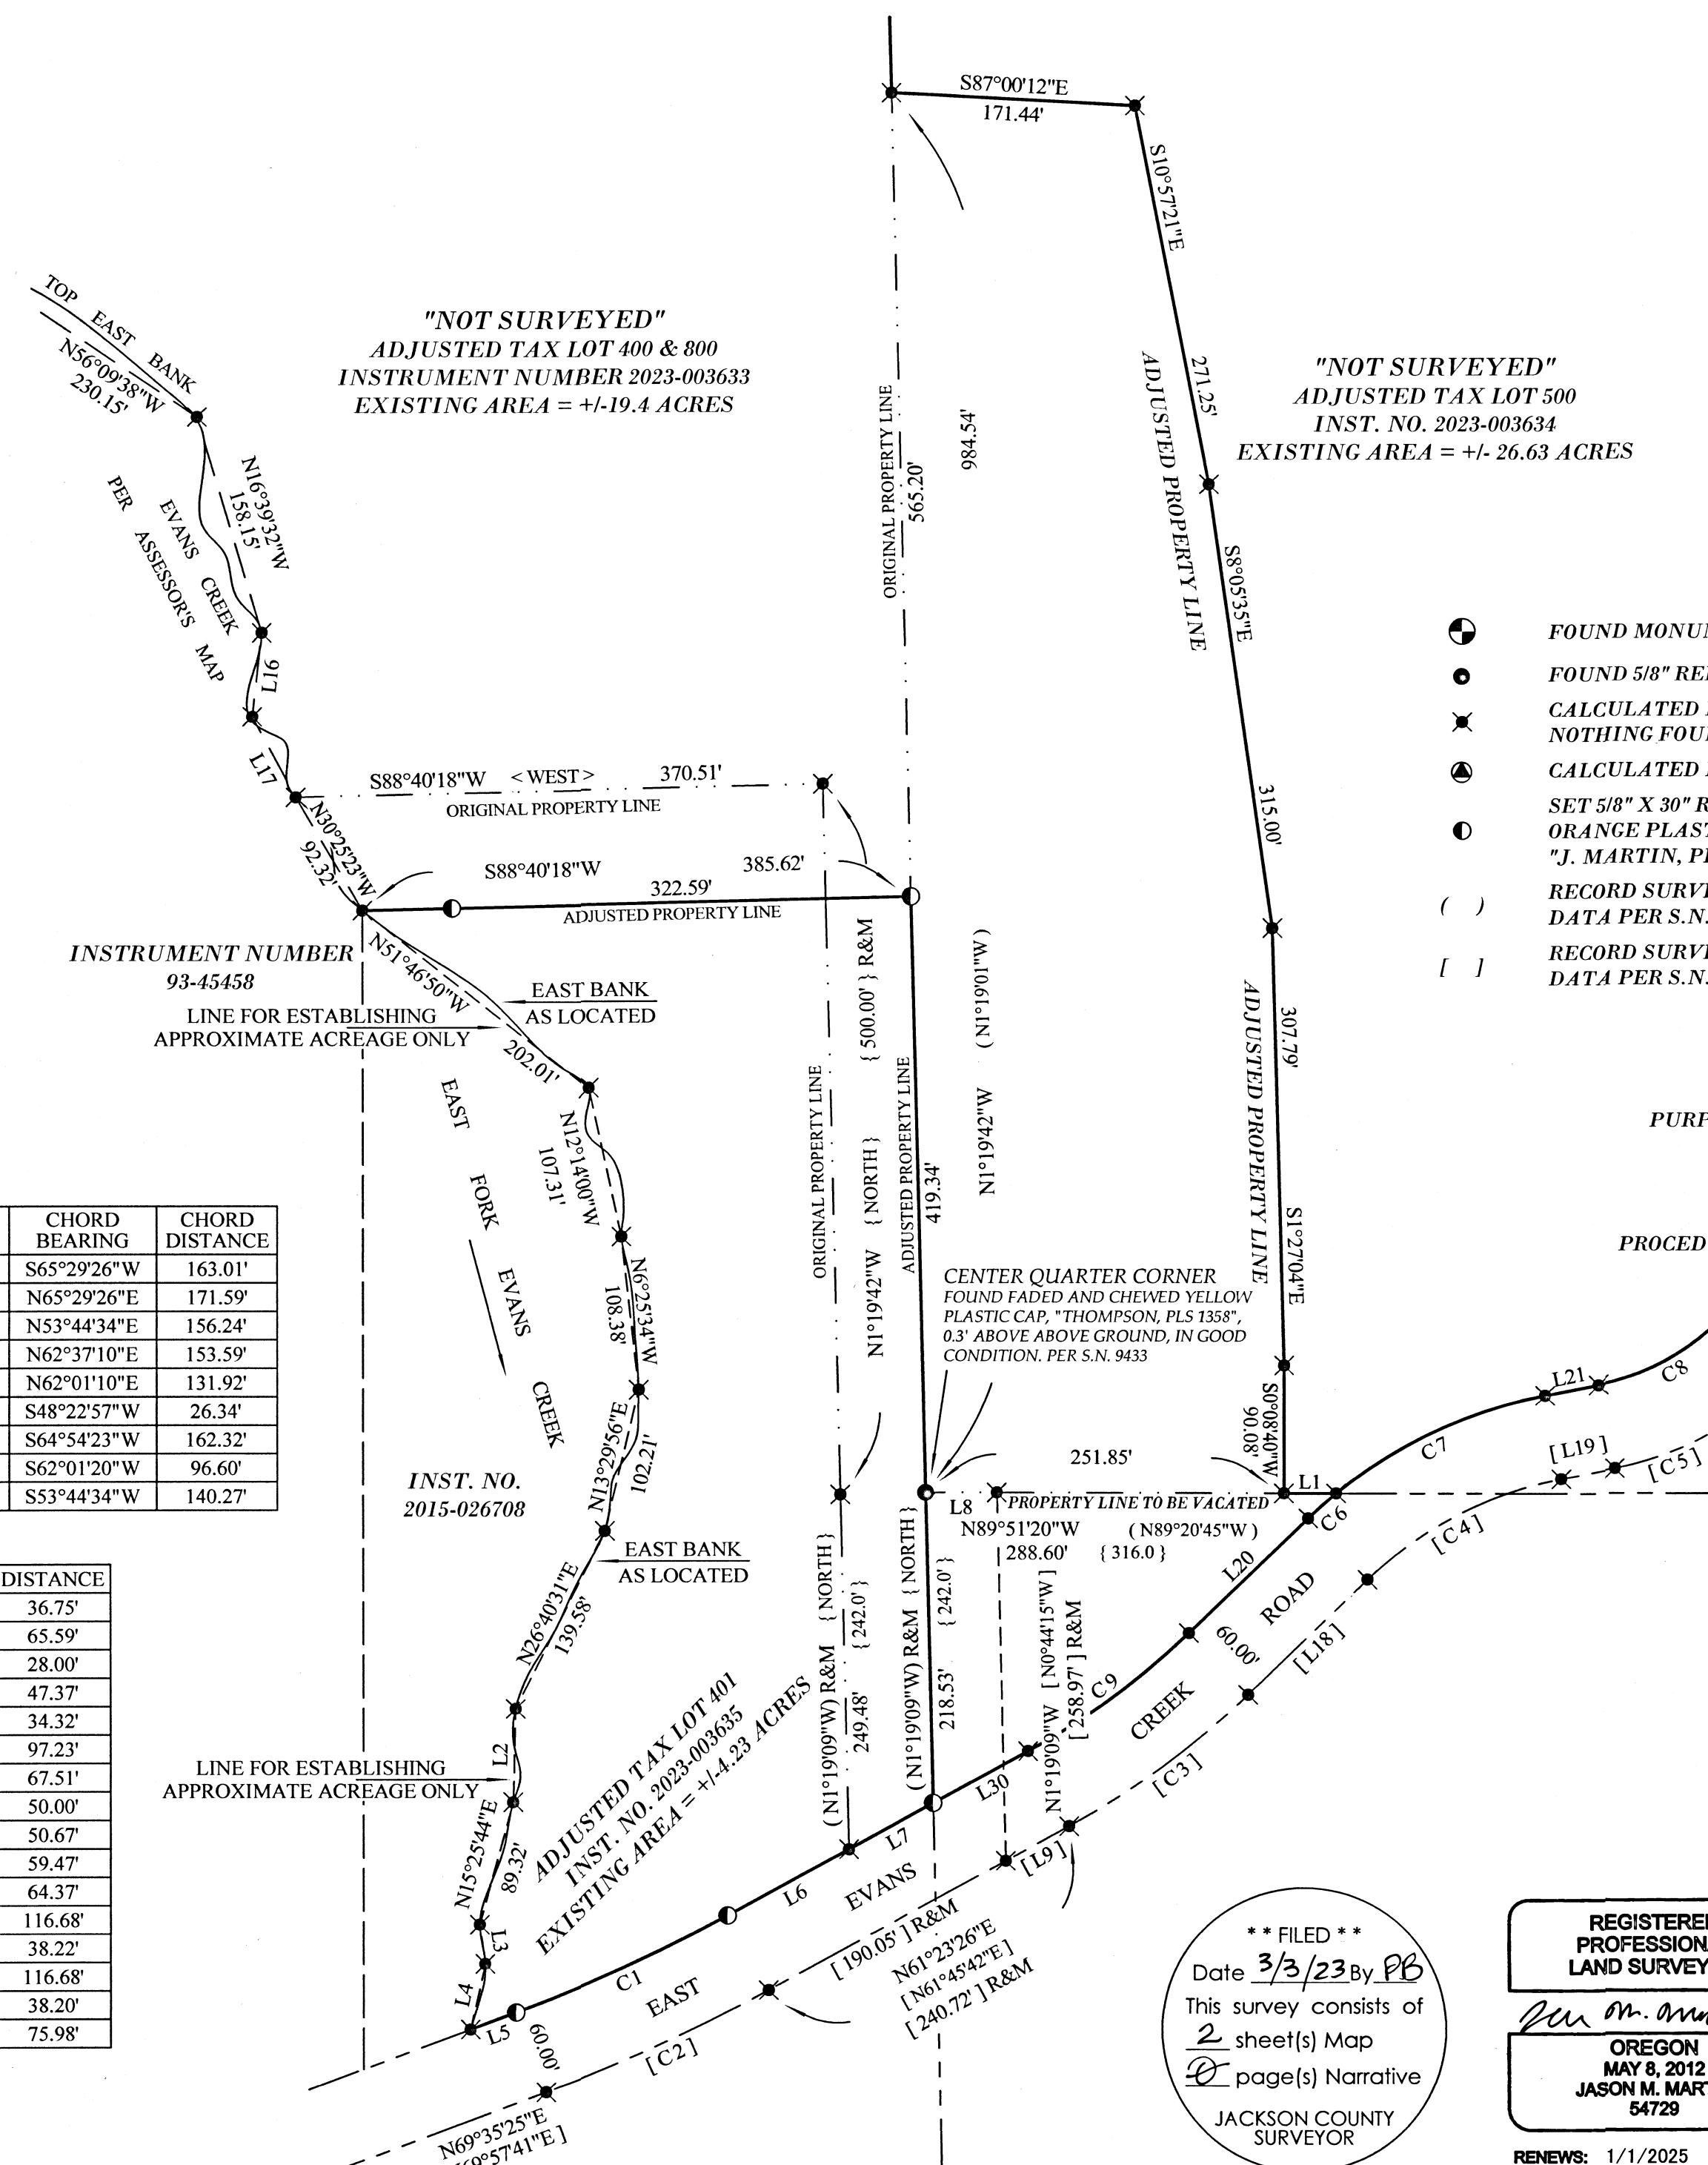 S87°00'12"E
171.44'
S10°57'21"E
271.25'
ADJUSTED PROPERTY LINE
TOP EAST BANK
N56°09'38"W
230.15'
"NOT SURVEYED"
ADJUSTED TAX LOT 400 & 800
INSTRUMENT NUMBER 2023-003633
EXISTING AREA = +/-19.4 ACRES
ORIGINAL PROPERTY LINE
565.20'
984.54'
"NOT SURVEYED"
ADJUSTED TAX LOT 500
INST. NO. 2023-003634
EXISTING AREA = +/- 26.63 ACRES
N16°39'32"W
158.15'
EVANS CREEK
PER ASSESSOR'S MAP
L16
L17
S8°05'35"E
315.00'
FOUND MONU
FOUND 5/8" RE
CALCULATED
NOTHING FOU
CALCULATED
SET 5/8" X 30" R
ORANGE PLAST
"J. MARTIN, P
( ) RECORD SURVE
DATA PER S.N.
[ ] RECORD SURVE
DATA PER S.N.
S88°40'18"W < WEST > 370.51'
ORIGINAL PROPERTY LINE
N30°25'23"W
92.32'
S88°40'18"W 385.62'
322.59'
ADJUSTED PROPERTY LINE
INSTRUMENT NUMBER
93-45458
N51°46'50"W
202.01'
EAST BANK
AS LOCATED
LINE FOR ESTABLISHING
APPROXIMATE ACREAGE ONLY
EAST FORK EVANS CREEK
N12°14'00"W
107.31'
N6°25'34"W
108.38'
N13°29'56"E
102.21'
ORIGINAL PROPERTY LINE
N1°19'42"W { NORTH } { 500.00' } R&M
ADJUSTED PROPERTY LINE
419.34'
N1°19'42"W ( N1°19'01"W )
ADJUSTED PROPERTY LINE
307.79'
S1°27'04"E
PURP
PROCED
CHORD BEARING CHORD DISTANCE
S65°29'26"W 163.01'
N65°29'26"E 171.59'
N53°44'34"E 156.24'
N62°37'10"E 153.59'
N62°01'10"E 131.92'
S48°22'57"W 26.34'
S64°54'23"W 162.32'
S62°01'20"W 96.60'
S53°44'34"W 140.27'
CENTER QUARTER CORNER
FOUND FADED AND CHEWED YELLOW
PLASTIC CAP, "THOMPSON, PLS 1358",
0.3' ABOVE ABOVE GROUND, IN GOOD
CONDITION. PER S.N. 9433
S0°08'40"W
90.08'
251.85'
L1
L8
PROPERTY LINE TO BE VACATED
N89°51'20"W ( N89°20'45"W )
288.60' { 316.0 }
C6
C7
L21
C8
[ L19 ]
[ C5 ]
[ C4 ]
L20
60.00'
[ L18 ]
C9
[ C3 ]
INST. NO.
2015-026708
EAST BANK
AS LOCATED
N26°40'31"E
139.58'
DISTANCE
36.75'
65.59'
28.00'
47.37'
34.32'
97.23'
67.51'
50.00'
50.67'
59.47'
64.37'
116.68'
38.22'
116.68'
38.20'
75.98'
LINE FOR ESTABLISHING
APPROXIMATE ACREAGE ONLY
L2
N15°25'44"E
89.32'
L3
L4
L5
ADJUSTED TAX LOT 401
INST. NO. 2023-003635
EXISTING AREA = +/-4.23 ACRES
( N1°19'09"W ) R&M { NORTH }
249.48' { 242.0' }
( N1°19'09"W ) R&M { NORTH }
218.53' { 242.0' }
N1°19'09"W [ N0°44'15"W ]
[ 258.97' ] R&M
L30
L7
L6
C1
[ L9 ]
EAST EVANS CREEK ROAD
[ 190.05' ] R&M
N61°23'26"E
[ N61°45'42"E ]
[ 240.72' ] R&M
60.00'
[ C2 ]
N69°35'25"E
69°57'41"E ]
** FILED **
Date 3/3/23 By PB
This survey consists of
2 sheet(s) Map
0 page(s) Narrative
JACKSON COUNTY
SURVEYOR
REGISTERE
PROFESSION
LAND SURVEY
OREGON
MAY 8, 2012
JASON M. MART
54729
RENEWS: 1/1/2025